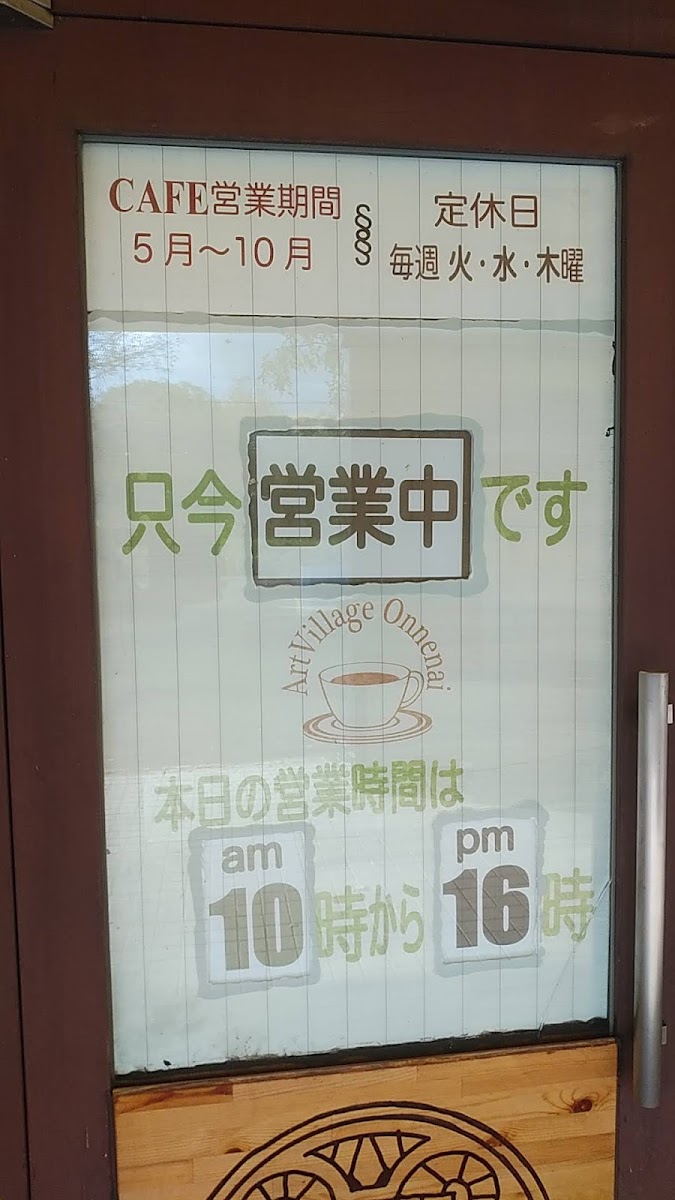 CAFE営業期間
5月～10月
§§
定休日
毎週 火・水・木曜
只今 営業中 です
ArtVillage Onnenai
本日の営業時間は
am 10時から pm 16時